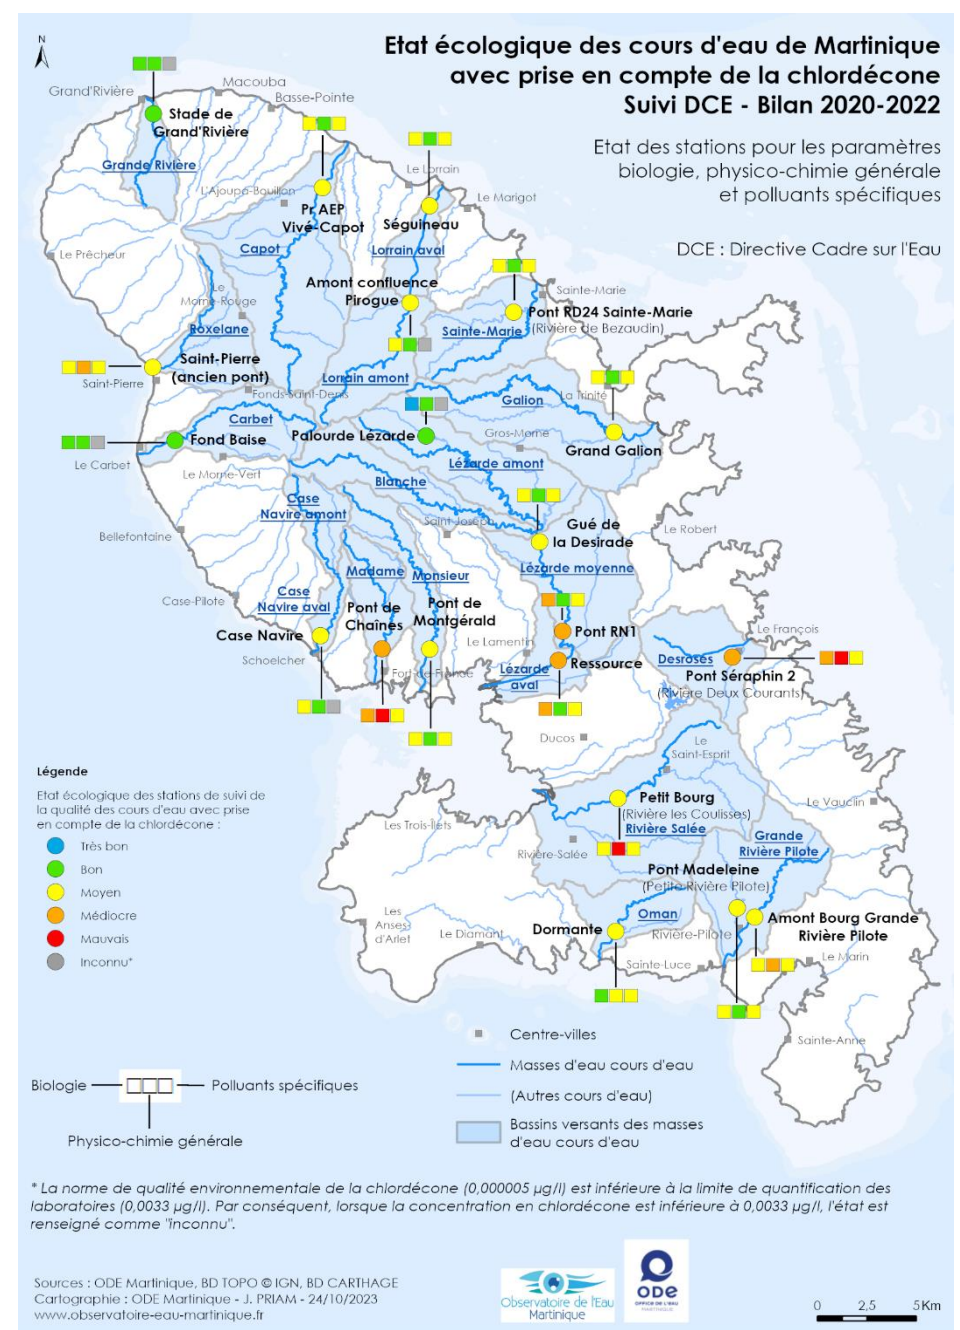 N
Etat écologique des cours d'eau de Martinique
avec prise en compte de la chlordécone
Suivi DCE - Bilan 2020-2022
Etat des stations pour les paramètres
biologie, physico-chimie générale
et polluants spécifiques
DCE : Directive Cadre sur l'Eau
Grand'Rivière
Macouba
Basse-Pointe
Stade de
Grand'Rivière
Grande Rivière
L'Ajoupa-Bouillon
Le Lorrain
Le Marigot
Pr AEP
Vivé-Capot
Séguineau
Capot
Lorrain aval
Le Prêcheur
Amont confluence
Pirogue
Le
Morne-Rouge
Sainte-Marie
Pont RD24 Sainte-Marie
(Rivière de Bezaudin)
Roxelane
Sainte-Marie
Saint-Pierre
(ancien pont)
Saint-Pierre
Lorrain amont
Fonds-Saint-Denis
Galion
La Trinité
Carbet
Fond Baise
Palourde Lézarde
Gros-Morne
Grand Galion
Le Carbet
Le Morne-Vert
Lézarde amont
Blanche
Case
Navire amont
Saint-Joseph
Gué de
la Desirade
Le Robert
Bellefontaine
Lézarde moyenne
Madame
Monsieur
Case
Navire aval
Case-Pilote
Pont de
Chaînes
Pont de
Montgérald
Case Navire
Schoelcher
Fort-de-France
Le Lamentin
Pont RN1
Ressource
Lézarde
aval
Le François
Desroses
Pont Séraphin 2
(Rivière Deux Courants)
Ducos
Le
Saint-Esprit
Petit Bourg
(Rivière les Coulisses)
Rivière Salée
Le Vauclin
Les Trois-Îlets
Rivière-Salée
Grande
Rivière Pilote
Pont Madeleine
(Petite Rivière Pilote)
Oman
Les
Anses-
d'Arlet
Le Diamant
Dormante
Rivière-Pilote
Amont Bourg Grande
Rivière Pilote
Le Marin
Sainte-Luce
Sainte-Anne
Légende
Etat écologique des stations de suivi de
la qualité des cours d'eau avec prise
en compte de la chlordécone :
Très bon
Bon
Moyen
Médiocre
Mauvais
Inconnu*
Centre-villes
Masses d'eau cours d'eau
(Autres cours d'eau)
Bassins versants des masses
d'eau cours d'eau
Biologie
Polluants spécifiques
Physico-chimie générale
* La norme de qualité environnementale de la chlordécone (0,000005 µg/l) est inférieure à la limite de quantification des
laboratoires (0,0033 µg/l). Par conséquent, lorsque la concentration en chlordécone est inférieure à 0,0033 µg/l, l'état est
renseigné comme "inconnu".
Sources : ODE Martinique, BD TOPO © IGN, BD CARTHAGE
Cartographie : ODE Martinique - J. PRIAM - 24/10/2023
www.observatoire-eau-martinique.fr
Observatoire de l'Eau
Martinique
ODE
OFFICE DE L'EAU
MARTINIQUE
0 2,5 5 Km